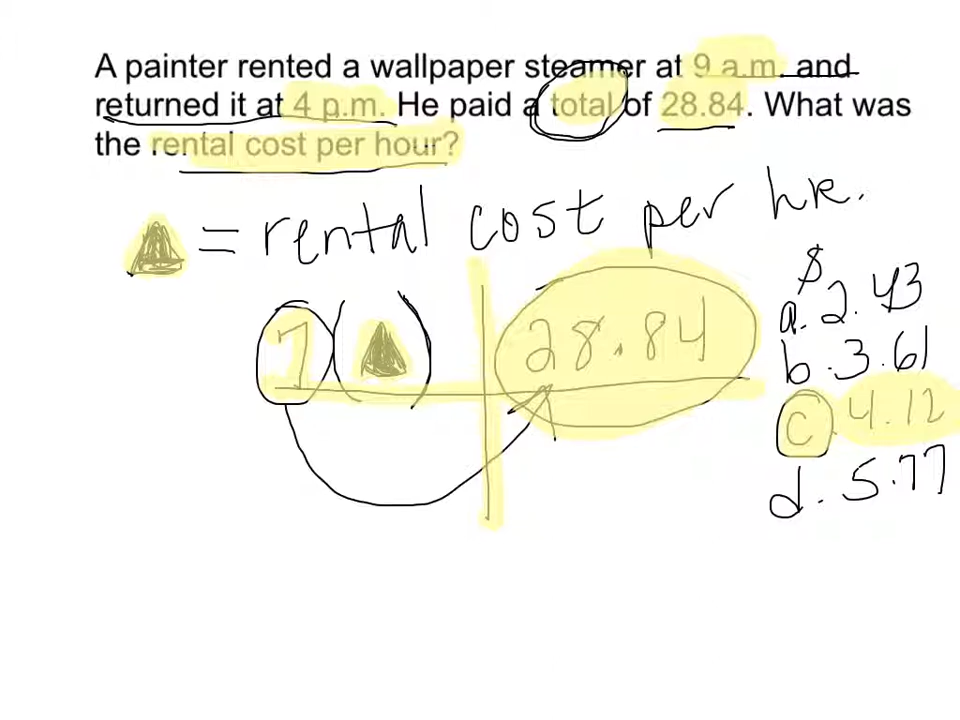 A painter rented a wallpaper steamer at 9 a.m. and
returned it at 4 p.m. He paid a total of 28.84. What was
the rental cost per hour?
= rental cost per hr.
7 ( ) 28.84
$
a. 2.43
b. 3.61
c. 4.12
d. 5.77